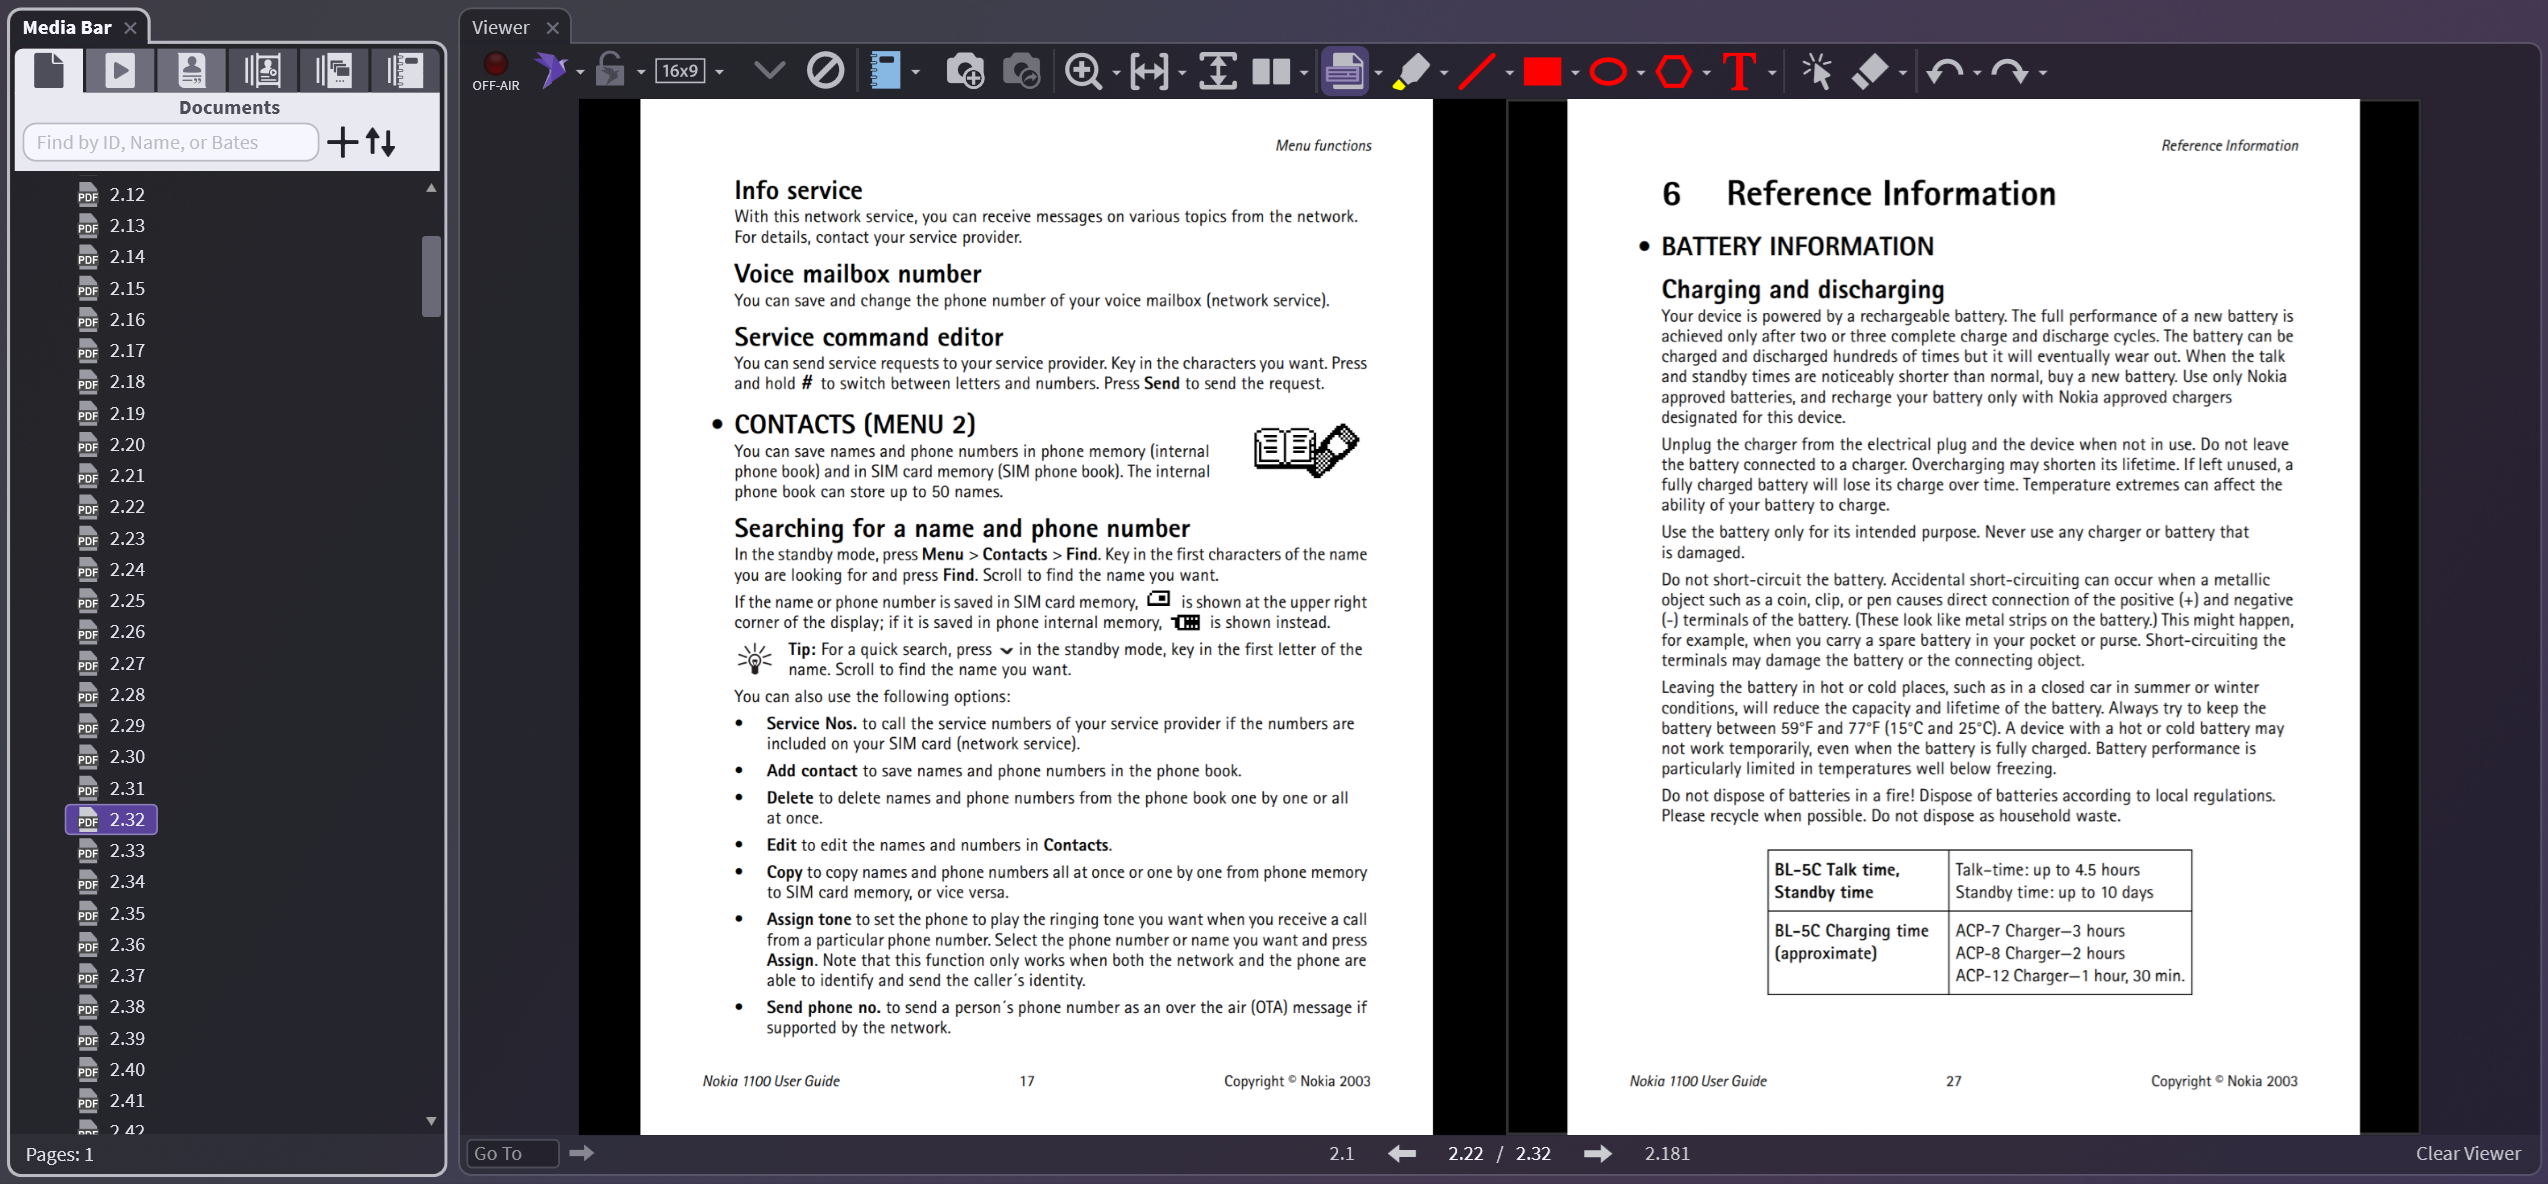 Media Bar
Viewer
OFF-AIR
16x9
T
Documents
Find by ID, Name, or Bates
PDF 2.12
PDF 2.13
PDF 2.14
PDF 2.15
PDF 2.16
PDF 2.17
PDF 2.18
PDF 2.19
PDF 2.20
PDF 2.21
PDF 2.22
PDF 2.23
PDF 2.24
PDF 2.25
PDF 2.26
PDF 2.27
PDF 2.28
PDF 2.29
PDF 2.30
PDF 2.31
PDF 2.32
PDF 2.33
PDF 2.34
PDF 2.35
PDF 2.36
PDF 2.37
PDF 2.38
PDF 2.39
PDF 2.40
PDF 2.41
PDF 2.42
Pages: 1
Menu functions
Info service
With this network service, you can receive messages on various topics from the network.
For details, contact your service provider.
Voice mailbox number
You can save and change the phone number of your voice mailbox (network service).
Service command editor
You can send service requests to your service provider. Key in the characters you want. Press
and hold # to switch between letters and numbers. Press Send to send the request.
• CONTACTS (MENU 2)
You can save names and phone numbers in phone memory (internal
phone book) and in SIM card memory (SIM phone book). The internal
phone book can store up to 50 names.
Searching for a name and phone number
In the standby mode, press Menu > Contacts > Find. Key in the first characters of the name
you are looking for and press Find. Scroll to find the name you want.
If the name or phone number is saved in SIM card memory, is shown at the upper right
corner of the display; if it is saved in phone internal memory, is shown instead.
Tip: For a quick search, press in the standby mode, key in the first letter of the
name. Scroll to find the name you want.
You can also use the following options:
• Service Nos. to call the service numbers of your service provider if the numbers are
included on your SIM card (network service).
• Add contact to save names and phone numbers in the phone book.
• Delete to delete names and phone numbers from the phone book one by one or all
at once.
• Edit to edit the names and numbers in Contacts.
• Copy to copy names and phone numbers all at once or one by one from phone memory
to SIM card memory, or vice versa.
• Assign tone to set the phone to play the ringing tone you want when you receive a call
from a particular phone number. Select the phone number or name you want and press
Assign. Note that this function only works when both the network and the phone are
able to identify and send the caller´s identity.
• Send phone no. to send a person´s phone number as an over the air (OTA) message if
supported by the network.
Nokia 1100 User Guide 17 Copyright © Nokia 2003
Reference Information
6 Reference Information
• BATTERY INFORMATION
Charging and discharging
Your device is powered by a rechargeable battery. The full performance of a new battery is
achieved only after two or three complete charge and discharge cycles. The battery can be
charged and discharged hundreds of times but it will eventually wear out. When the talk
and standby times are noticeably shorter than normal, buy a new battery. Use only Nokia
approved batteries, and recharge your battery only with Nokia approved chargers
designated for this device.
Unplug the charger from the electrical plug and the device when not in use. Do not leave
the battery connected to a charger. Overcharging may shorten its lifetime. If left unused, a
fully charged battery will lose its charge over time. Temperature extremes can affect the
ability of your battery to charge.
Use the battery only for its intended purpose. Never use any charger or battery that
is damaged.
Do not short-circuit the battery. Accidental short-circuiting can occur when a metallic
object such as a coin, clip, or pen causes direct connection of the positive (+) and negative
(-) terminals of the battery. (These look like metal strips on the battery.) This might happen,
for example, when you carry a spare battery in your pocket or purse. Short-circuiting the
terminals may damage the battery or the connecting object.
Leaving the battery in hot or cold places, such as in a closed car in summer or winter
conditions, will reduce the capacity and lifetime of the battery. Always try to keep the
battery between 59°F and 77°F (15°C and 25°C). A device with a hot or cold battery may
not work temporarily, even when the battery is fully charged. Battery performance is
particularly limited in temperatures well below freezing.
Do not dispose of batteries in a fire! Dispose of batteries according to local regulations.
Please recycle when possible. Do not dispose as household waste.
BL-5C Talk time, Talk-time: up to 4.5 hours
Standby time Standby time: up to 10 days
BL-5C Charging time ACP-7 Charger—3 hours
(approximate) ACP-8 Charger—2 hours
ACP-12 Charger—1 hour, 30 min.
Nokia 1100 User Guide 27 Copyright © Nokia 2003
Go To 2.1 2.22 / 2.32 2.181 Clear Viewer